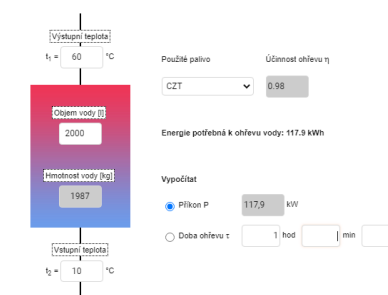 Výstupní teplota
t1 = 60 °C
Použité palivo
Účinnost ohřevu η
CZT
0.98
Objem vody [l]
2000
Energie potřebná k ohřevu vody: 117.9 kWh
Hmotnost vody [kg]
1987
Vypočítat
Příkon P 117,9 kW
Doba ohřevu τ 1 hod min
Vstupní teplota
t2 = 10 °C